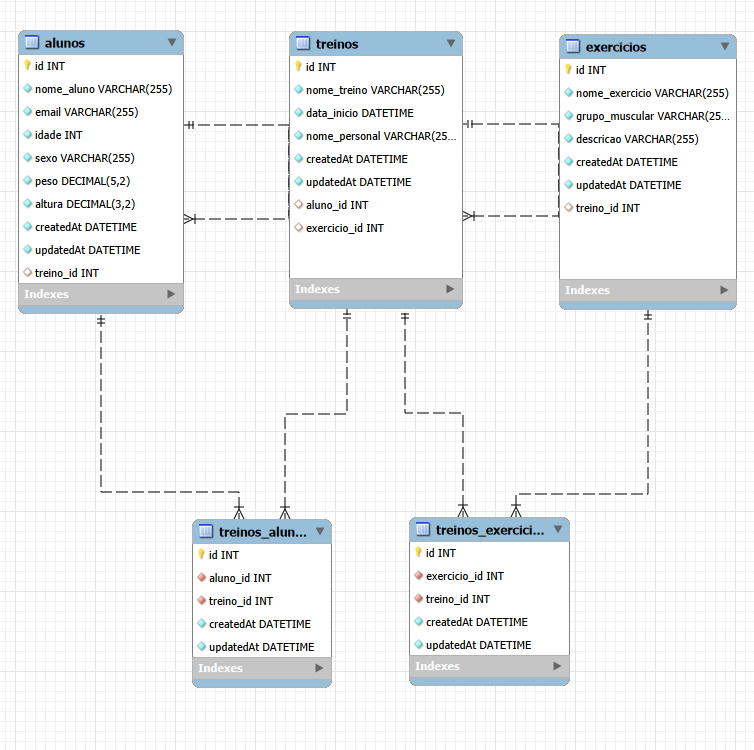 alunos
id INT
nome_aluno VARCHAR(255)
email VARCHAR(255)
idade INT
sexo VARCHAR(255)
peso DECIMAL(5,2)
altura DECIMAL(3,2)
createdAt DATETIME
updatedAt DATETIME
treino_id INT
Indexes
treinos
id INT
nome_treino VARCHAR(255)
data_inicio DATETIME
nome_personal VARCHAR(25...
createdAt DATETIME
updatedAt DATETIME
aluno_id INT
exercicio_id INT
Indexes
exercicios
id INT
nome_exercicio VARCHAR(255)
grupo_muscular VARCHAR(25...
descricao VARCHAR(255)
createdAt DATETIME
updatedAt DATETIME
treino_id INT
Indexes
treinos_alun...
id INT
aluno_id INT
treino_id INT
createdAt DATETIME
updatedAt DATETIME
Indexes
treinos_exercici...
id INT
exercicio_id INT
treino_id INT
createdAt DATETIME
updatedAt DATETIME
Indexes